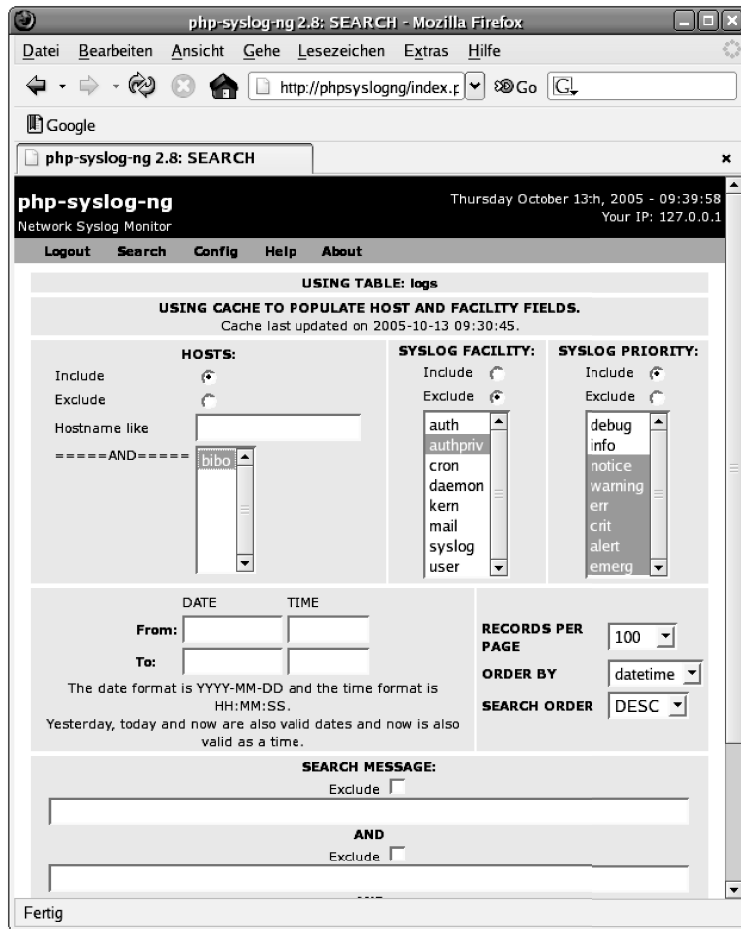 php-syslog-ng 2.8: SEARCH - Mozilla Firefox
Datei Bearbeiten Ansicht Gehe Lesezeichen Extras Hilfe
http://phpsyslogng/index.p Go G
Google
php-syslog-ng 2.8: SEARCH
php-syslog-ng
Network Syslog Monitor
Thursday October 13th, 2005 - 09:39:58
Your IP: 127.0.0.1
Logout Search Config Help About
USING TABLE: logs
USING CACHE TO POPULATE HOST AND FACILITY FIELDS.
Cache last updated on 2005-10-13 09:30:45.
HOSTS:
Include
Exclude
Hostname like
=====AND=====
bibo
SYSLOG FACILITY:
Include
Exclude
auth
authpriv
cron
daemon
kern
mail
syslog
user
SYSLOG PRIORITY:
Include
Exclude
debug
info
notice
warning
err
crit
alert
emerg
DATE TIME
From:
To:
The date format is YYYY-MM-DD and the time format is
HH:MM:SS.
Yesterday, today and now are also valid dates and now is also
valid as a time.
RECORDS PER
PAGE
100
ORDER BY datetime
SEARCH ORDER DESC
SEARCH MESSAGE:
Exclude
AND
Exclude
Fertig